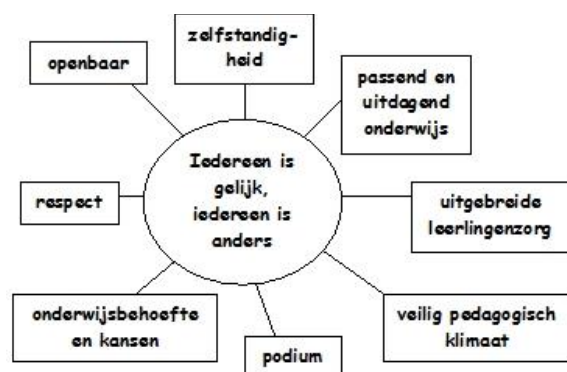 zelfstandig-
heid
openbaar
passend en
uitdagend
onderwijs
Iedereen is
gelijk,
iedereen is
anders
respect
uitgebreide
leerlingenzorg
onderwijsbehoefte
en kansen
veilig pedagogisch
klimaat
podium